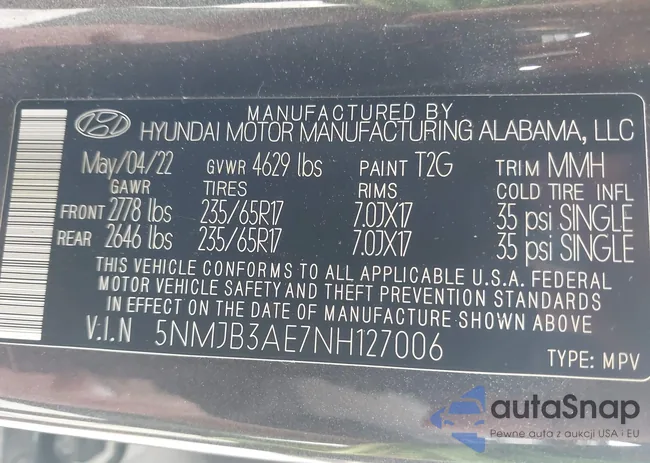 MANUFACTURED BY
HYUNDAI MOTOR MANUFACTURING ALABAMA, LLC
May/04/22 GVWR 4629 lbs PAINT T2G TRIM MMH
GAWR TIRES RIMS COLD TIRE INFL
FRONT 2778 lbs 235/65R17 7.0JX17 35 psi SINGLE
REAR 2646 lbs 235/65R17 7.0JX17 35 psi SINGLE
THIS VEHICLE CONFORMS TO ALL APPLICABLE U.S.A. FEDERAL
MOTOR VEHICLE SAFETY AND THEFT PREVENTION STANDARDS
IN EFFECT ON THE DATE OF MANUFACTURE SHOWN ABOVE
V.I.N 5NMJB3AE7NH127006
TYPE: MPV
autaSnap
Pewne auta z aukcji USA i EU